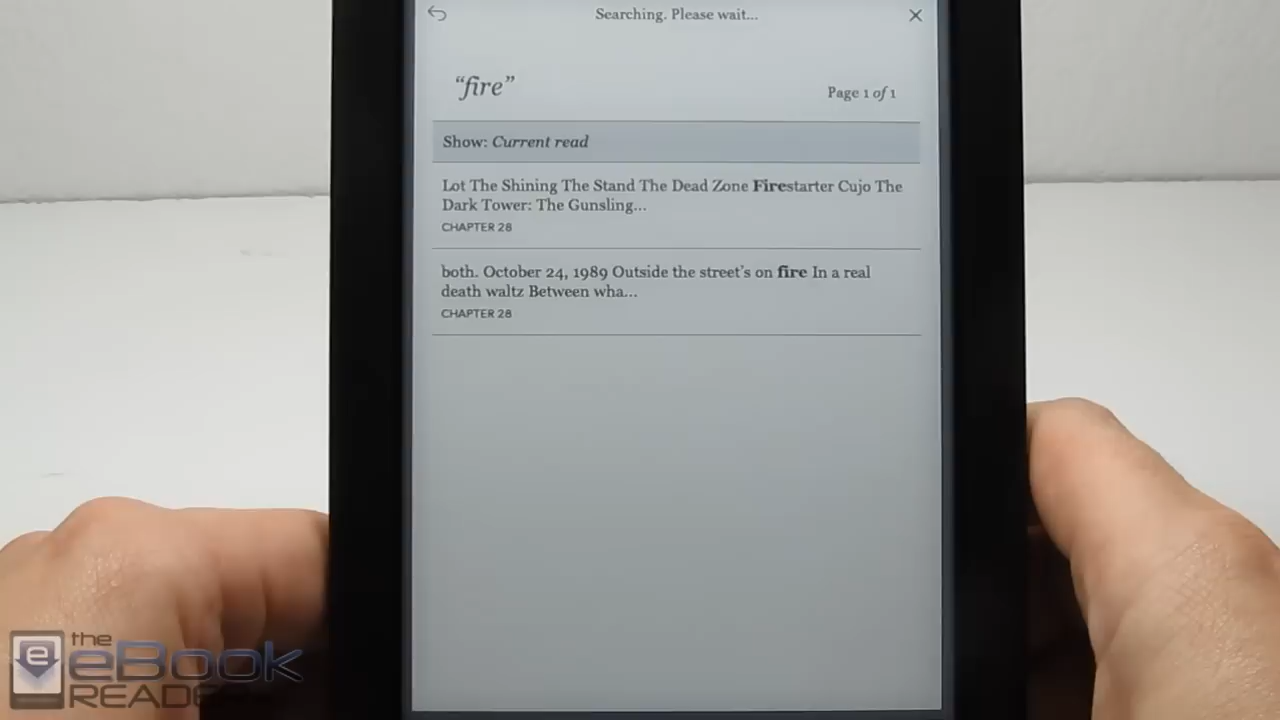 Searching. Please wait...
“fire”
Page 1 of 1
Show: Current read
Lot The Shining The Stand The Dead Zone Firestarter Cujo The
Dark Tower: The Gunsling...
CHAPTER 28
both. October 24, 1989 Outside the street’s on fire In a real
death waltz Between wha...
CHAPTER 28
the
eBook
READER